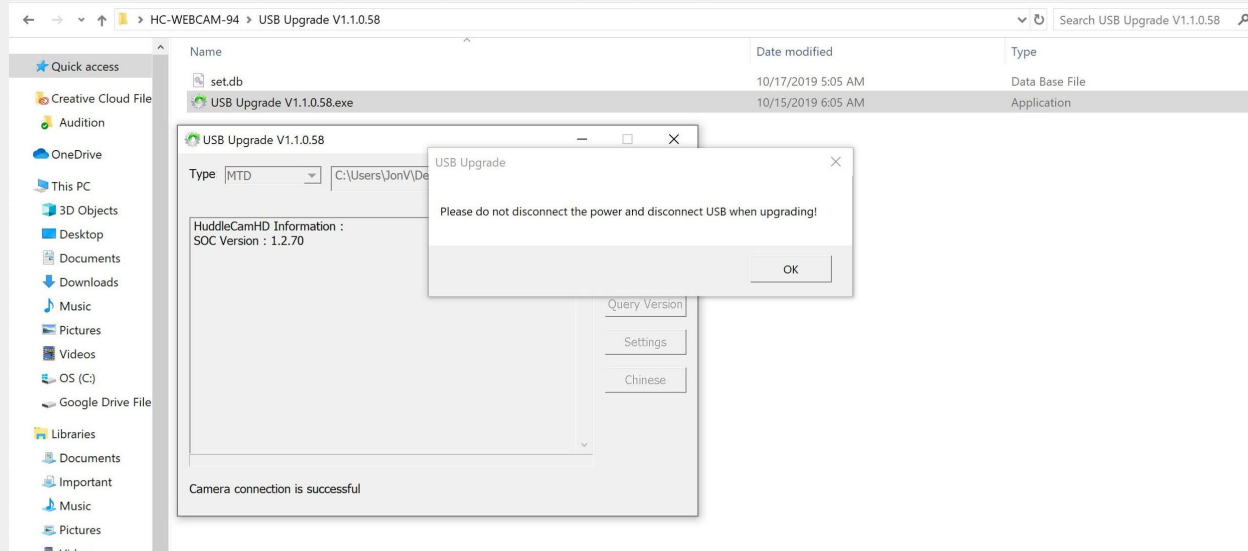 HC-WEBCAM-94 > USB Upgrade V1.1.0.58
Search USB Upgrade V1.1.0.58
Name Date modified Type
set.db 10/17/2019 5:05 AM Data Base File
USB Upgrade V1.1.0.58.exe 10/15/2019 6:05 AM Application
Quick access
Creative Cloud File
Audition
OneDrive
This PC
3D Objects
Desktop
Documents
Downloads
Music
Pictures
Videos
OS (C:)
Google Drive File
Libraries
Documents
Important
Music
Pictures
USB Upgrade V1.1.0.58
Type MTD C:\Users\JonV\De
HuddleCamHD Information :
SOC Version : 1.2.70
Query Version
Settings
Chinese
Camera connection is successful
USB Upgrade
Please do not disconnect the power and disconnect USB when upgrading!
OK